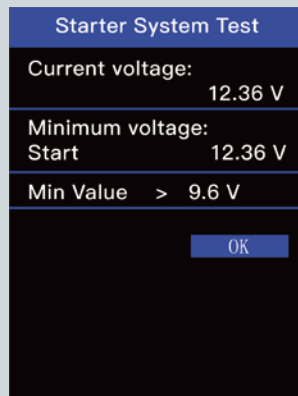 Starter System Test
Current voltage:
12.36 V
Minimum voltage:
Start 12.36 V
Min Value > 9.6 V
OK